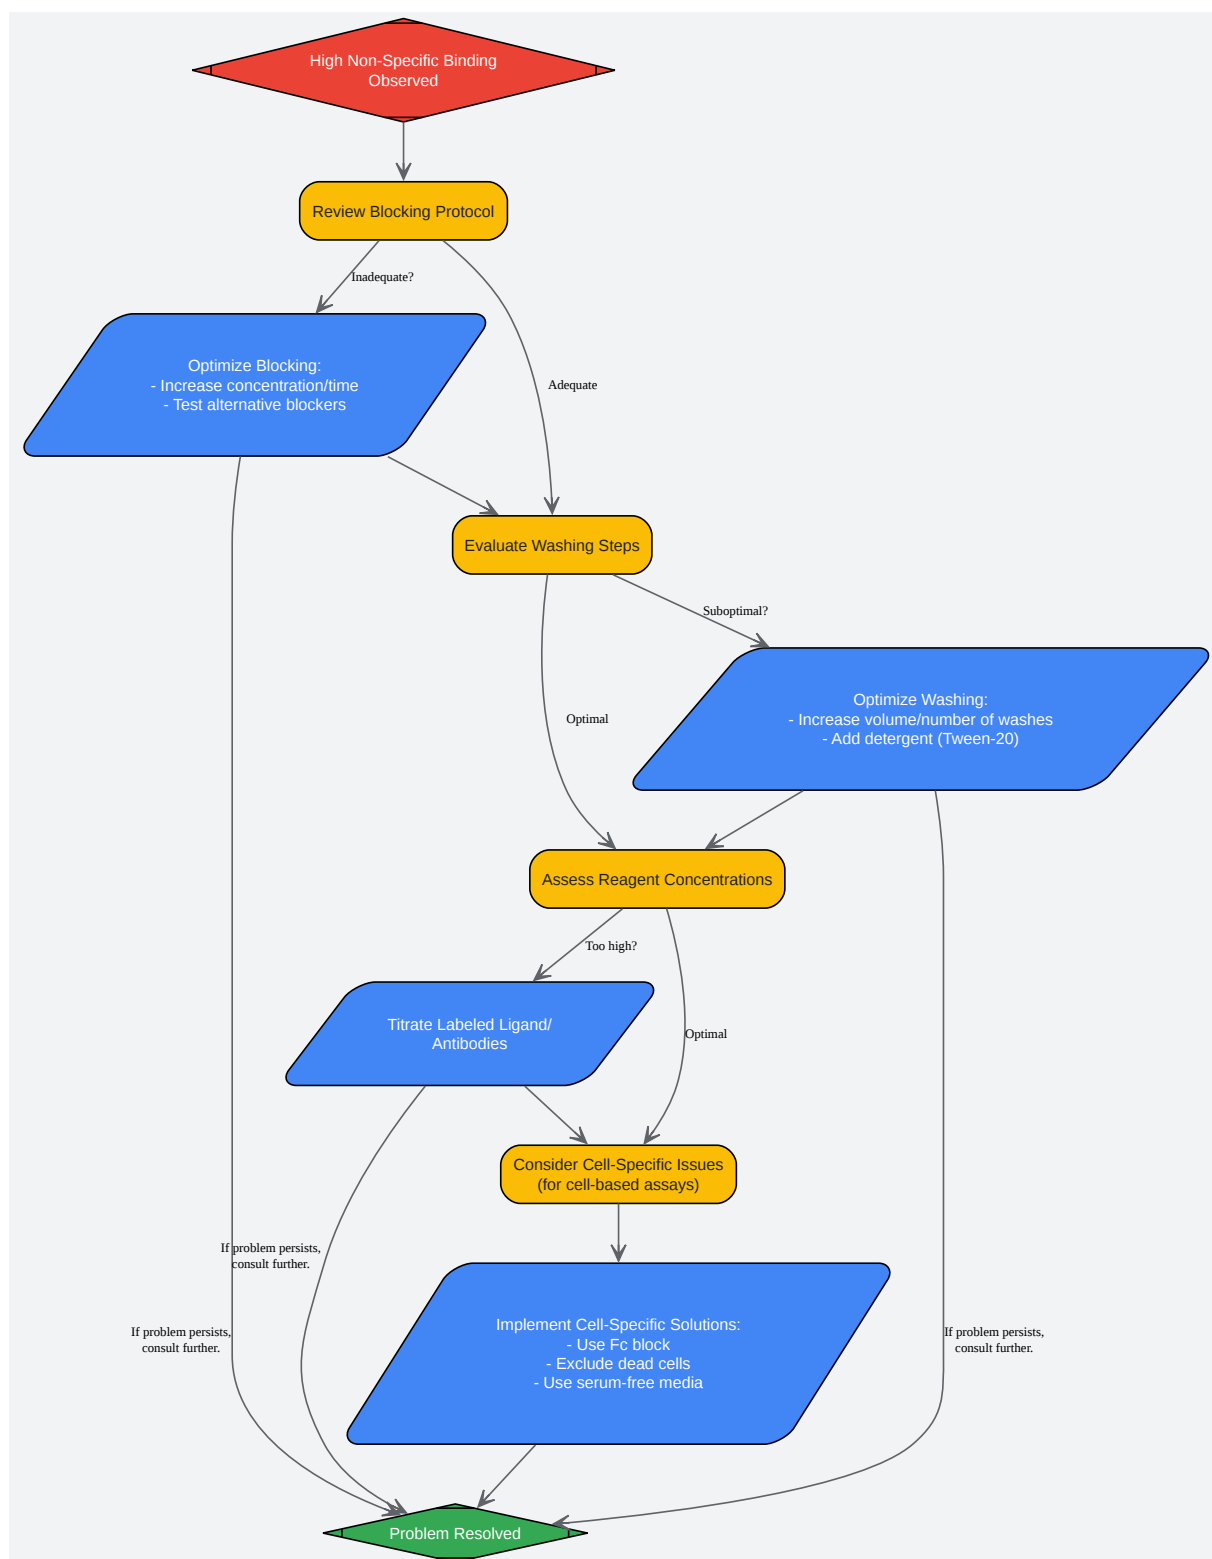 High Non-Specific Binding
Observed
Review Blocking Protocol
Inadequate?
Optimize Blocking:
- Increase concentration/time
- Test alternative blockers
Adequate
Evaluate Washing Steps
Suboptimal?
Optimize Washing:
- Increase volume/number of washes
- Add detergent (Tween-20)
Optimal
Assess Reagent Concentrations
Too high?
Titrate Labeled Ligand/
Antibodies
Optimal
Consider Cell-Specific Issues
(for cell-based assays)
If problem persists,
consult further.
If problem persists,
consult further.
Implement Cell-Specific Solutions:
- Use Fc block
- Exclude dead cells
- Use serum-free media
If problem persists,
consult further.
Problem Resolved